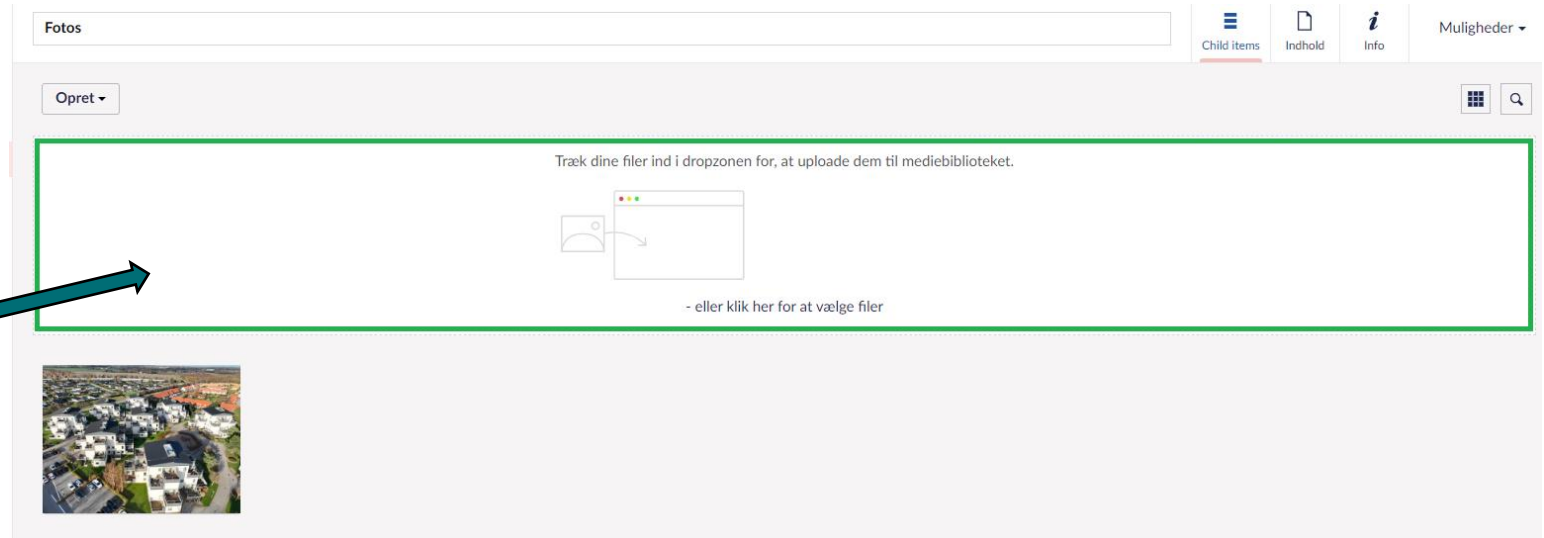 Fotos
Child items
Indhold
Info
Muligheder
Opret
Træk dine filer ind i dropzonen for, at uploade dem til mediebiblioteket.
- eller klik her for at vælge filer